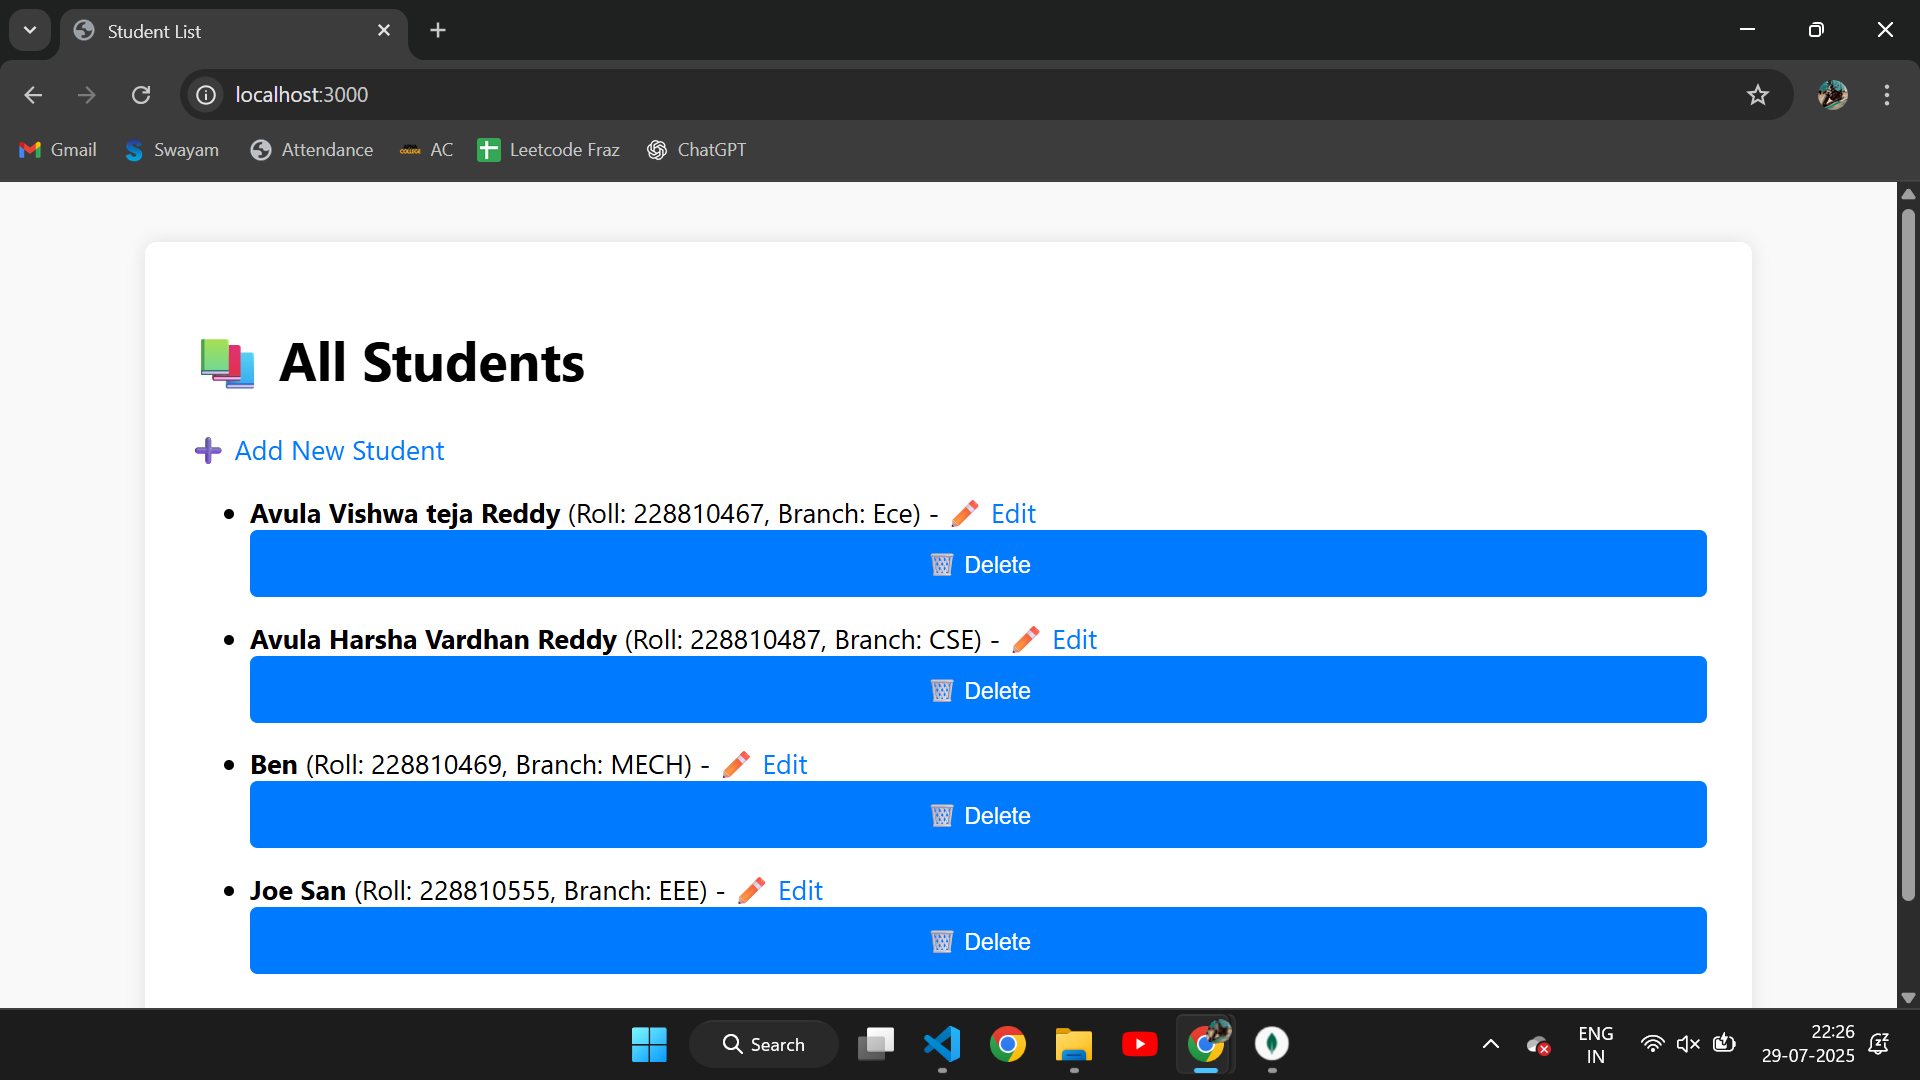 Student List
localhost:3000
Gmail Swayam Attendance AC Leetcode Fraz ChatGPT
All Students
Add New Student
Avula Vishwa teja Reddy (Roll: 228810467, Branch: Ece) - Edit
Delete
Avula Harsha Vardhan Reddy (Roll: 228810487, Branch: CSE) - Edit
Delete
Ben (Roll: 228810469, Branch: MECH) - Edit
Delete
Joe San (Roll: 228810555, Branch: EEE) - Edit
Delete
Search
ENG
IN
22:26
29-07-2025